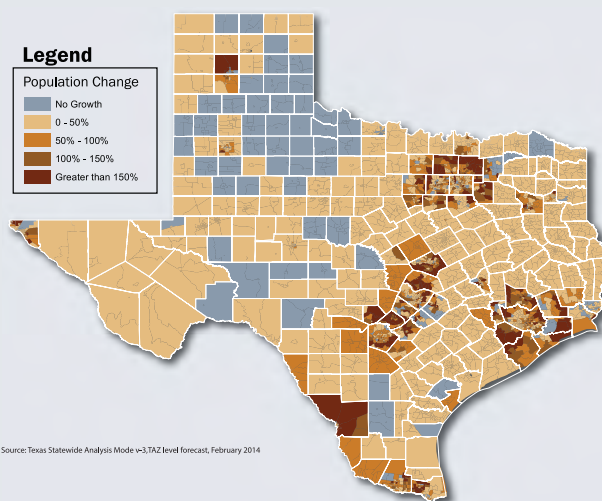 Legend
Population Change
No Growth
0 - 50%
50% - 100%
100% - 150%
Greater than 150%
Source: Texas Statewide Analysis Mode v-3,TAZ level forecast, February 2014